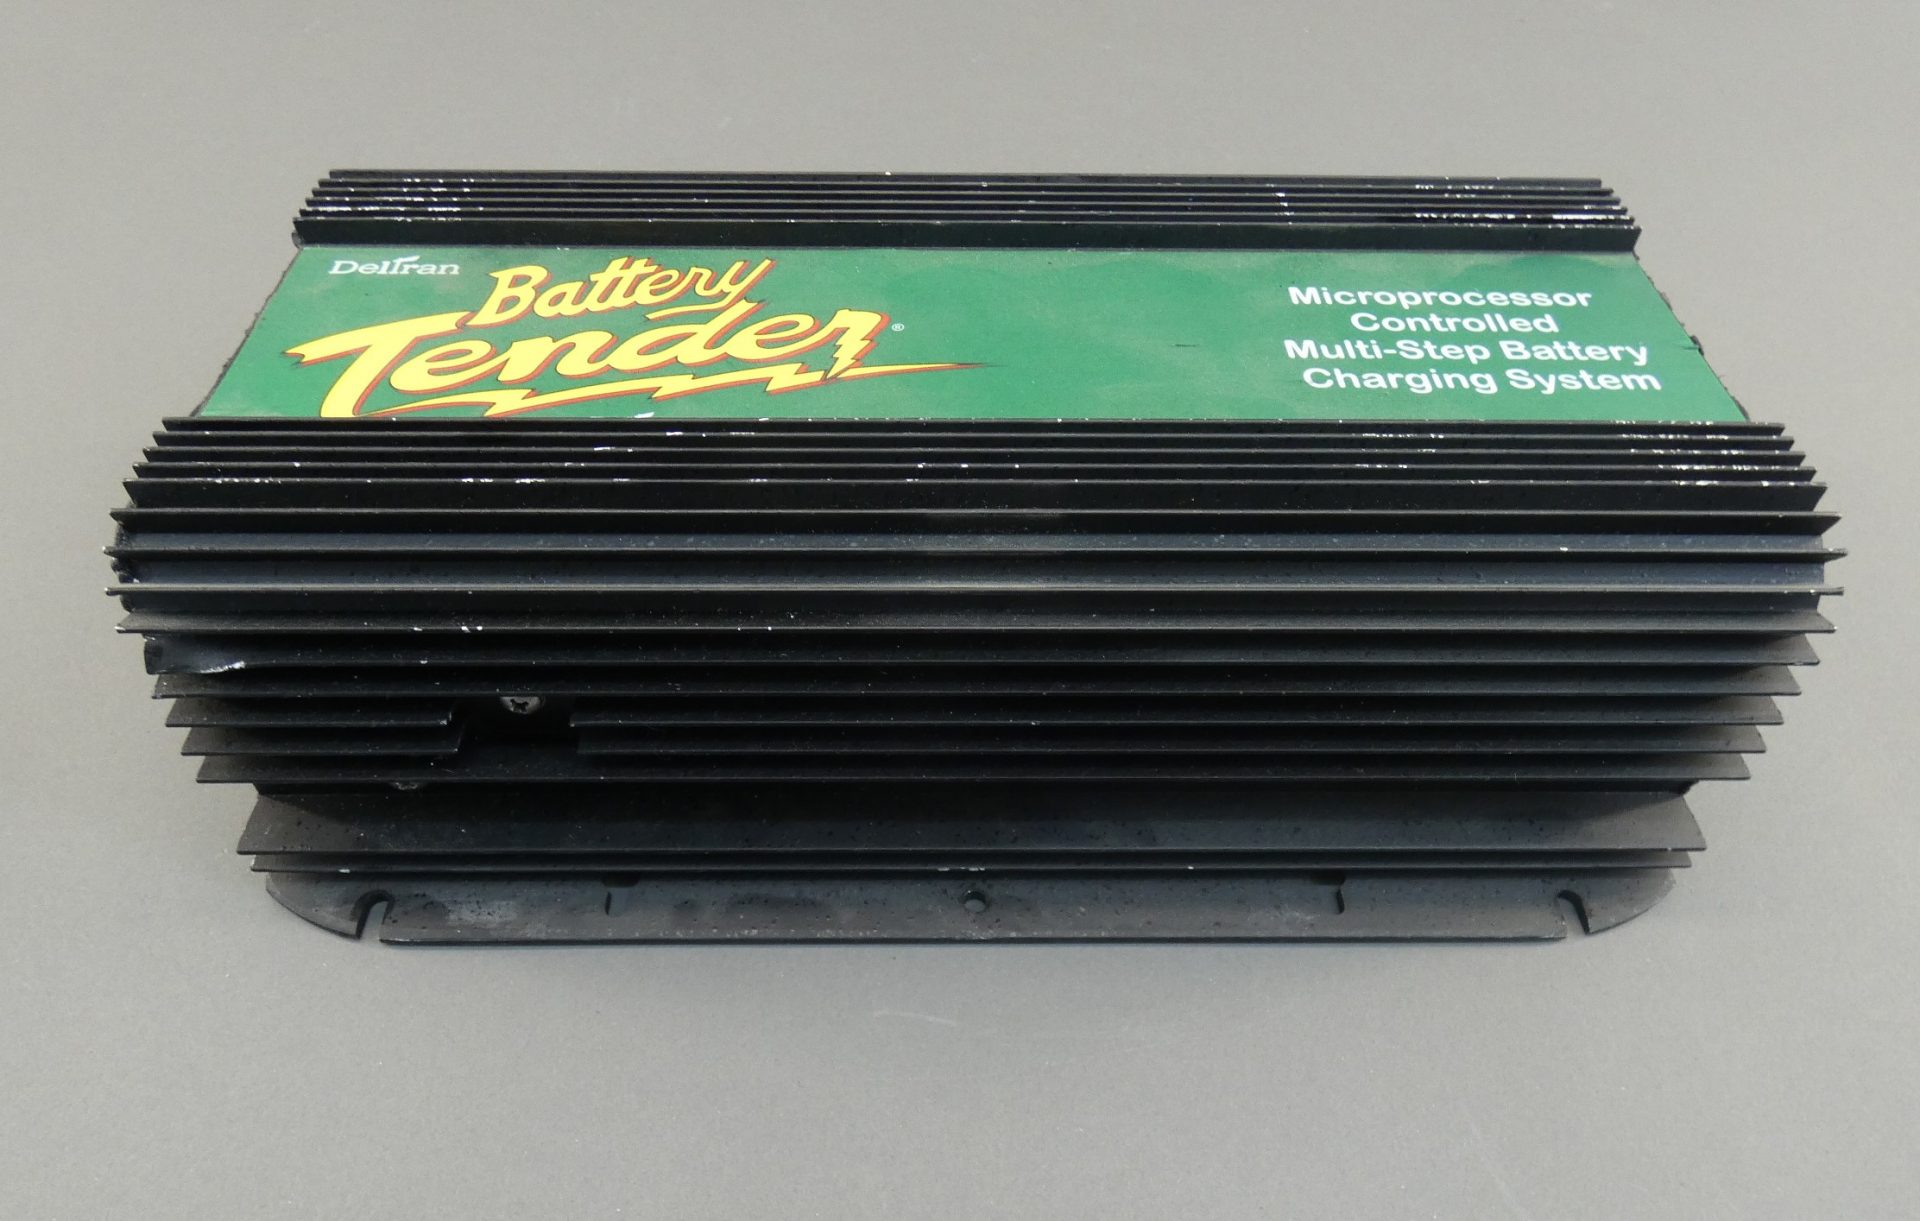 Deltran
Battery
Tender®
Microprocessor
Controlled
Multi-Step Battery
Charging System